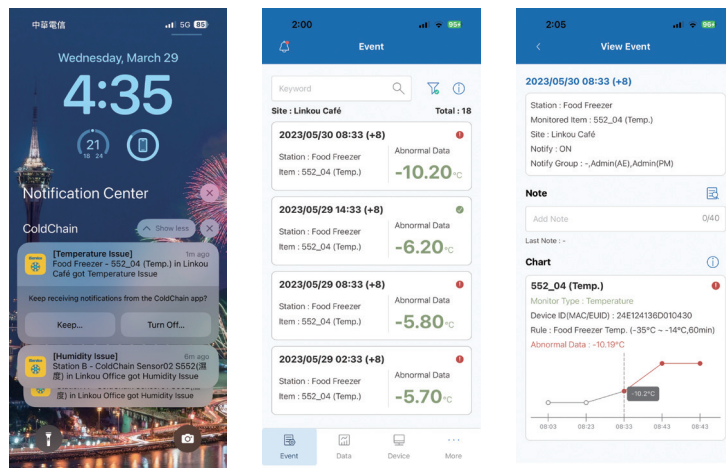 中華電信
5G 85
Wednesday, March 29
4:35
21
18 24
Notification Center
ColdChain
Show less
[Temperature Issue] 1m ago
Food Freezer - 552_04 (Temp.) in Linkou
Café got Temperature Issue
Keep receiving notifications from the ColdChain app?
Keep...
Turn Off...
[Humidity Issue] 6m ago
Station B - ColdChain Sensor02 S552(濕
度) in Linkou Office got Humidity Issue
度) in Linkou Office got Humidity Issue
2:00
Event
Keyword
Site : Linkou Café
Total : 18
2023/05/30 08:33 (+8)
Station : Food Freezer
Item : 552_04 (Temp.)
Abnormal Data
-10.20°C
2023/05/29 14:33 (+8)
Station : Food Freezer
Item : 552_04 (Temp.)
Abnormal Data
-6.20°C
2023/05/29 08:33 (+8)
Station : Food Freezer
Item : 552_04 (Temp.)
Abnormal Data
-5.80°C
2023/05/29 02:33 (+8)
Station : Food Freezer
Item : 552_04 (Temp.)
Abnormal Data
-5.70°C
Event
Data
Device
More
2:05
View Event
2023/05/30 08:33 (+8)
Station : Food Freezer
Monitored Item : 552_04 (Temp.)
Site : Linkou Café
Notify : ON
Notify Group : -,Admin(AE),Admin(PM)
Note
Add Note
0/40
Last Note : -
Chart
552_04 (Temp.)
Monitor Type : Temperature
Device ID(MAC/EUID) : 24E124136D010430
Rule : Food Freezer Temp. (-35°C ~ -14°C,60min)
Abnormal Data : -10.19°C
-10.2°C
08:03
08:23
08:33
08:43
08:43